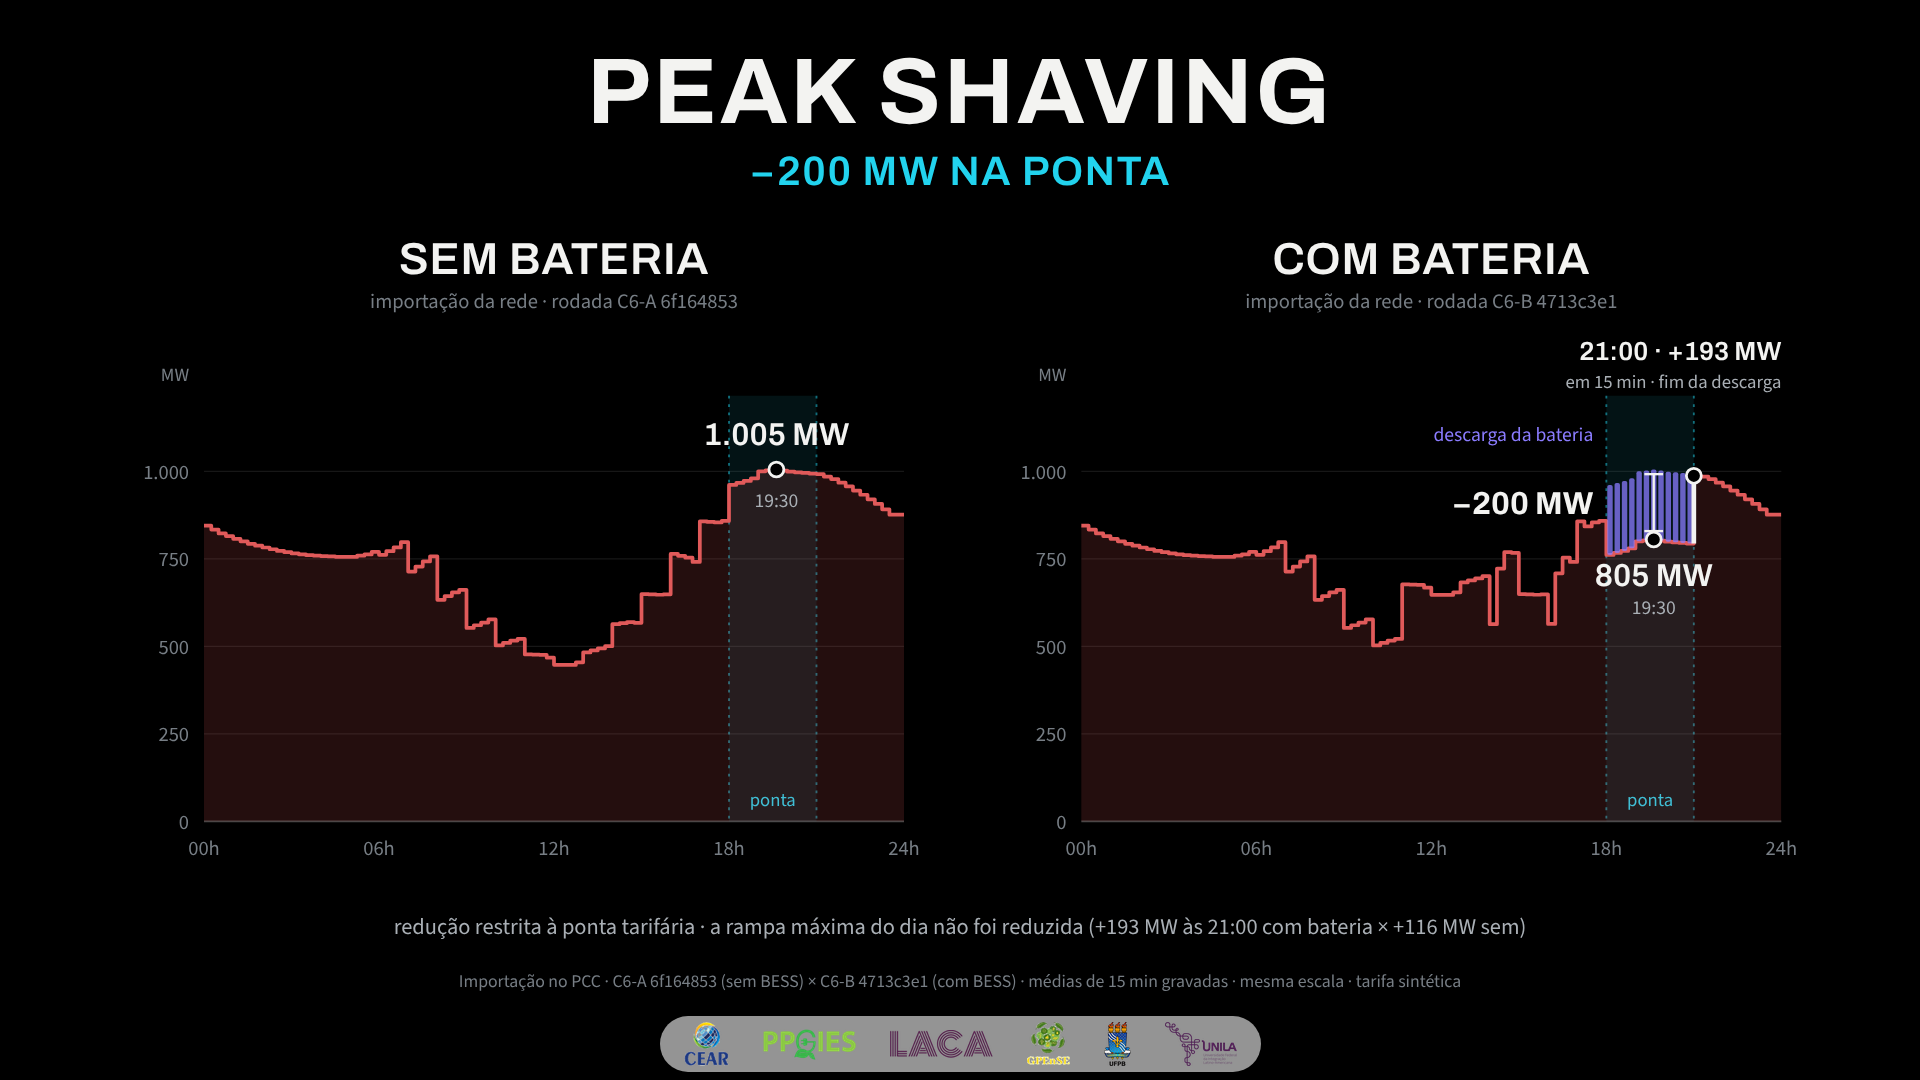 PEAK SHAVING
−200 MW NA PONTA
SEM BATERIA
importação da rede · rodada C6-A 6f164853
MW
1.005 MW
19:30
1.000
750
500
250
0
ponta
00h 06h 12h 18h 24h
COM BATERIA
importação da rede · rodada C6-B 4713c3e1
21:00 · +193 MW
em 15 min · fim da descarga
MW
descarga da bateria
−200 MW
805 MW
19:30
1.000
750
500
250
0
ponta
00h 06h 12h 18h 24h
redução restrita à ponta tarifária · a rampa máxima do dia não foi reduzida (+193 MW às 21:00 com bateria × +116 MW sem)
Importação no PCC · C6-A 6f164853 (sem BESS) × C6-B 4713c3e1 (com BESS) · médias de 15 min gravadas · mesma escala · tarifa sintética
CEAR PPGIES LACA GPEnSE UFPB UNILA